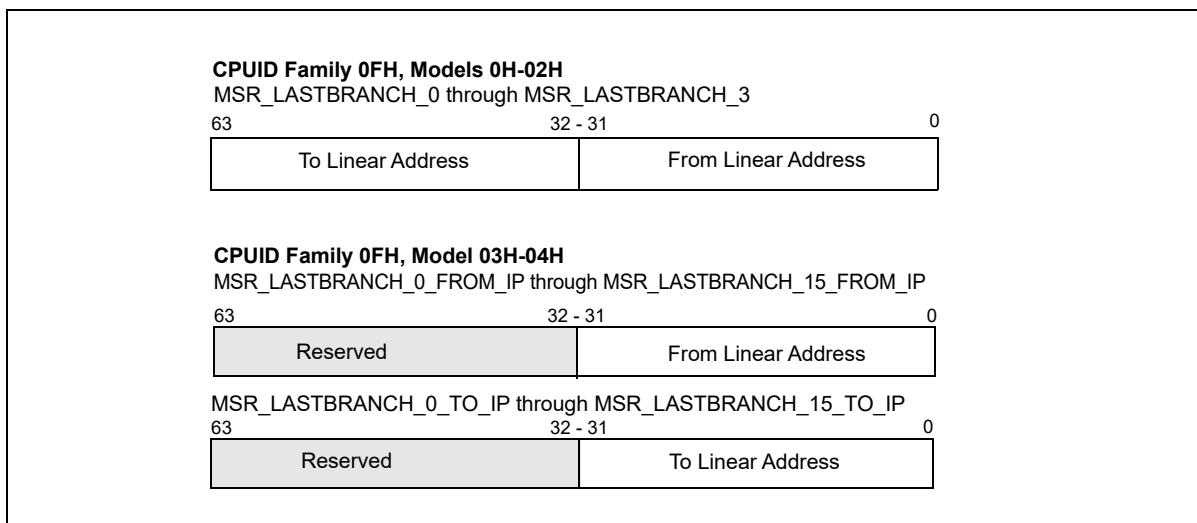 CPUID Family 0FH, Models 0H-02H
MSR_LASTBRANCH_0 through MSR_LASTBRANCH_3
63 32 - 31 0
To Linear Address From Linear Address
CPUID Family 0FH, Model 03H-04H
MSR_LASTBRANCH_0_FROM_IP through MSR_LASTBRANCH_15_FROM_IP
63 32 - 31 0
Reserved From Linear Address
MSR_LASTBRANCH_0_TO_IP through MSR_LASTBRANCH_15_TO_IP
63 32 - 31 0
Reserved To Linear Address